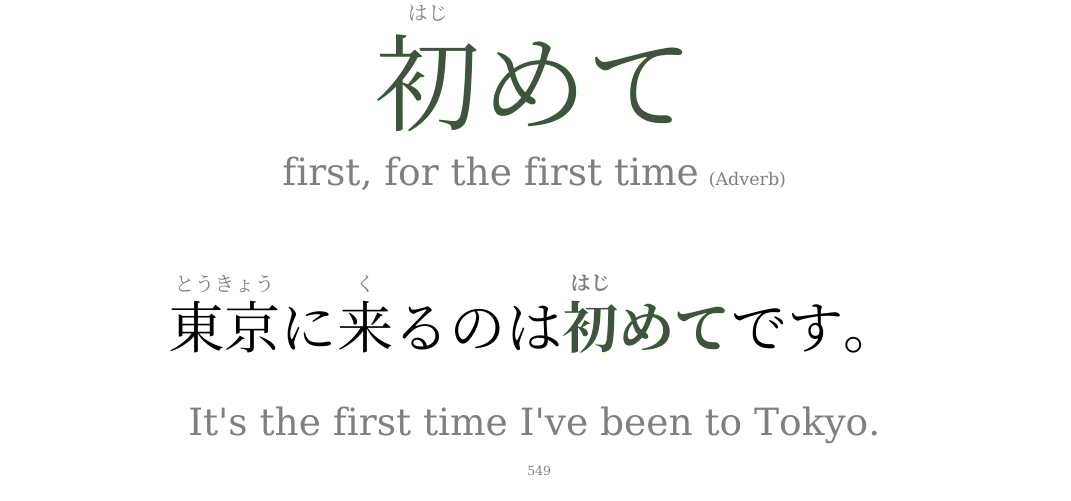 はじ
初めて
first, for the first time (Adverb)
とうきょう く はじ
東京に来るのは初めてです。
It's the first time I've been to Tokyo.
549